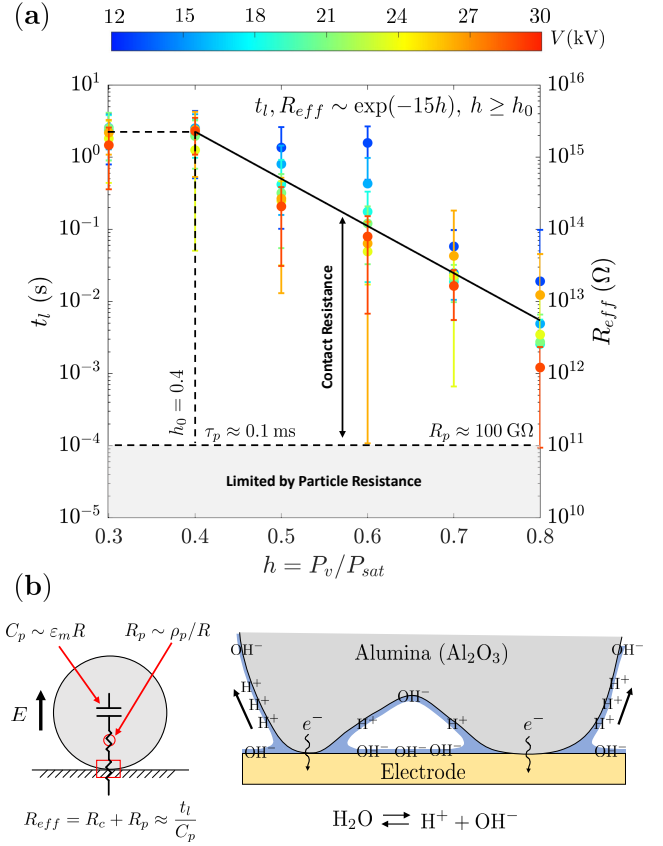 (a)
12 15 18 21 24 27 30 V(kV)
t_l, R_eff ∼ exp(−15h), h ≥ h_0
10^1
10^0
10^-1
10^-2
10^-3
10^-4
10^-5
t_l (s)
10^16
10^15
10^14
10^13
10^12
10^11
10^10
R_eff (Ω)
Contact Resistance
h_0 = 0.4
τ_p ≈ 0.1 ms
R_p ≈ 100 GΩ
Limited by Particle Resistance
0.3 0.4 0.5 0.6 0.7 0.8
h = P_v/P_sat
(b)
C_p ∼ ε_m R
R_p ∼ ρ_p/R
E
R_eff = R_c + R_p ≈ t_l/C_p
Alumina (Al₂O₃)
OH⁻
OH⁻
H⁺
H⁺
H⁺
H⁺
H⁺
H⁺
OH⁻
H⁺
H⁺
e⁻
e⁻
OH⁻
OH⁻ OH⁻ OH⁻
OH⁻
Electrode
H₂O ⇄ H⁺ + OH⁻